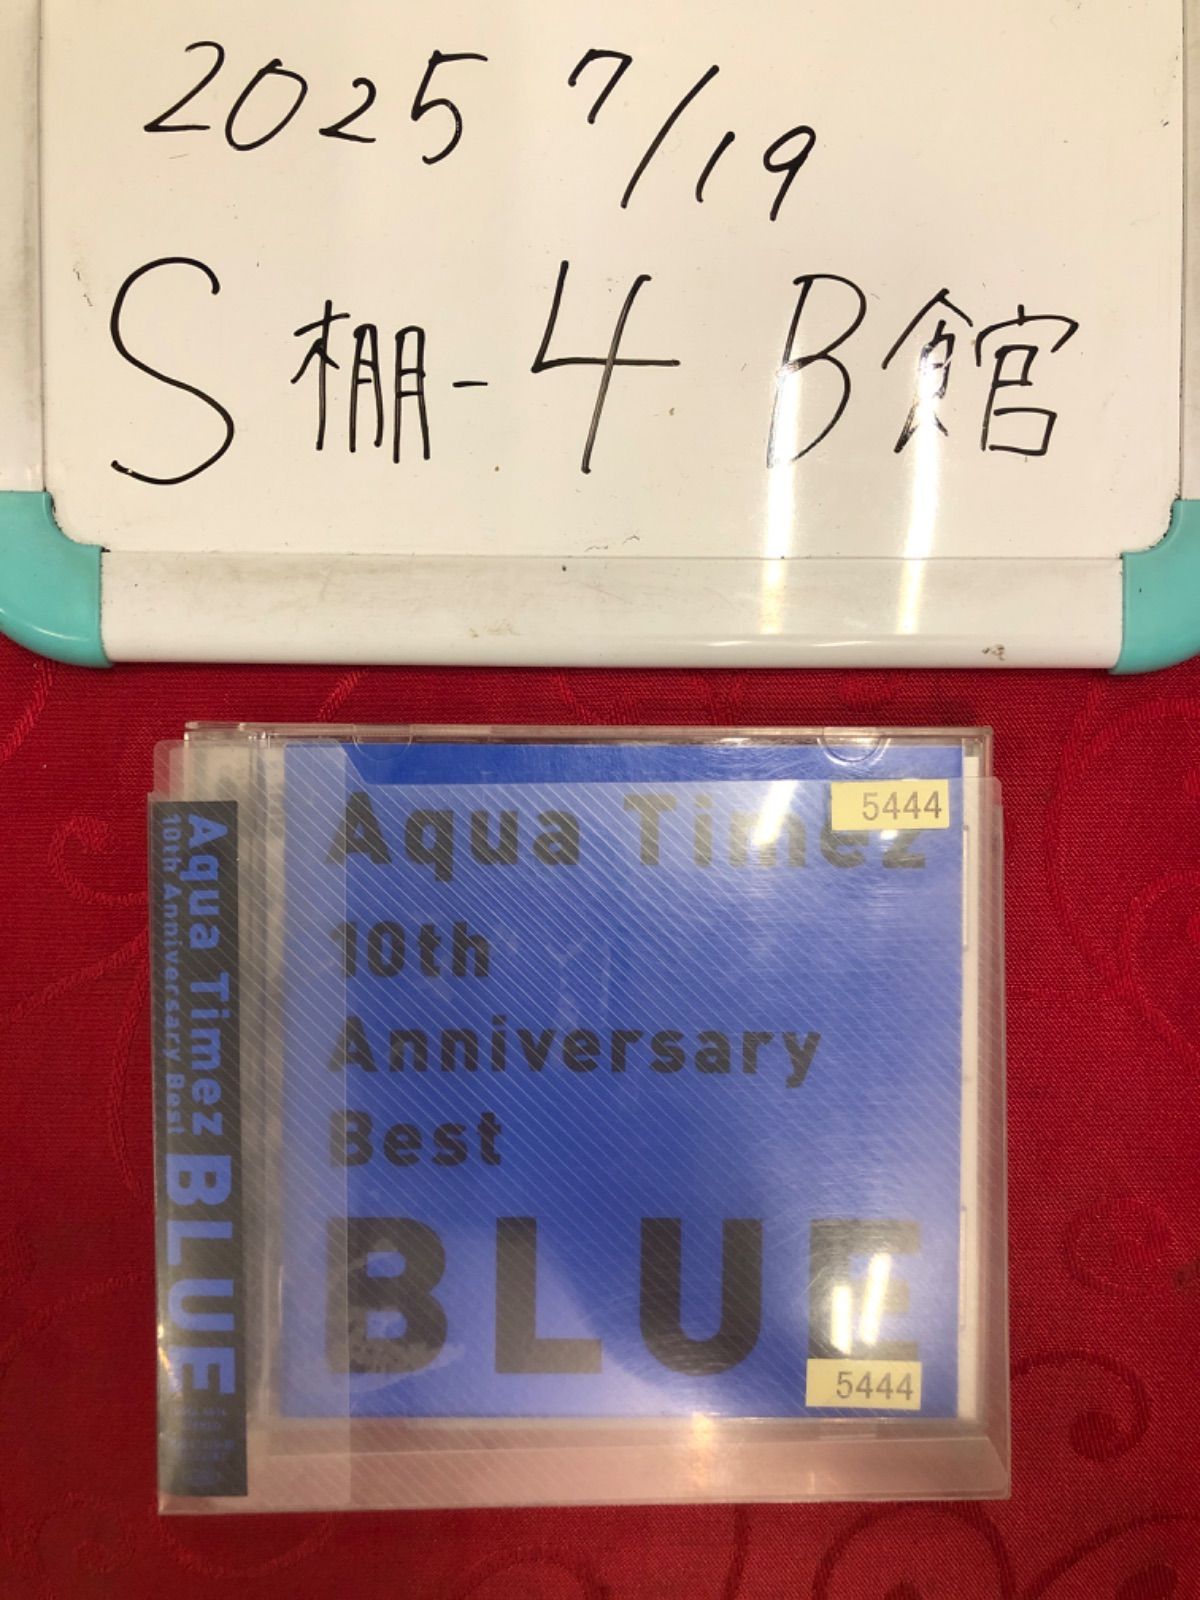 2025 7/19
S棚-4 B館
Aqua Timez
5444
10th
Anniversary
Best
BLUE
5444
Aqua Timez BLUE
10th Anniversary Best